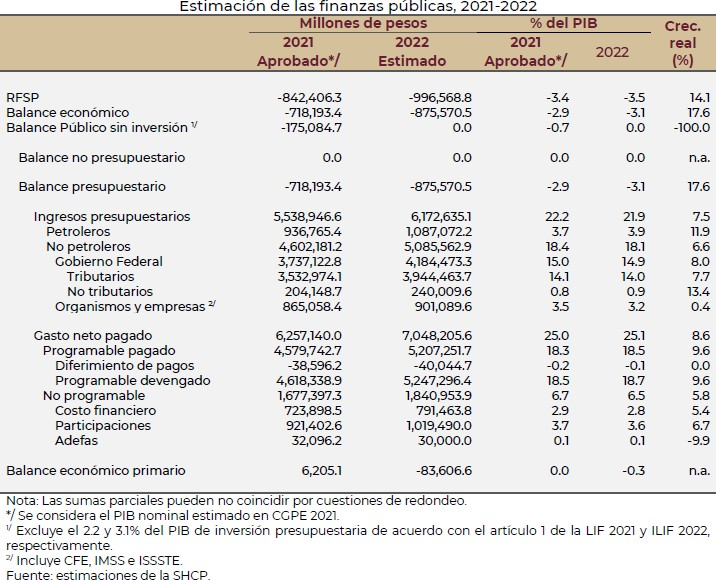 Estimación de las finanzas públicas, 2021-2022
Millones de pesos % del PIB Crec. real (%)
2021 Aprobado*/ 2022 Estimado 2021 Aprobado*/ 2022
RFSP -842,406.3 -996,568.8 -3.4 -3.5 14.1
Balance económico -718,193.4 -875,570.5 -2.9 -3.1 17.6
Balance Público sin inversión 1/ -175,084.7 0.0 -0.7 0.0 -100.0
Balance no presupuestario 0.0 0.0 0.0 0.0 n.a.
Balance presupuestario -718,193.4 -875,570.5 -2.9 -3.1 17.6
Ingresos presupuestarios 5,538,946.6 6,172,635.1 22.2 21.9 7.5
Petroleros 936,765.4 1,087,072.2 3.7 3.9 11.9
No petroleros 4,602,181.2 5,085,562.9 18.4 18.1 6.6
Gobierno Federal 3,737,122.8 4,184,473.3 15.0 14.9 8.0
Tributarios 3,532,974.1 3,944,463.7 14.1 14.0 7.7
No tributarios 204,148.7 240,009.6 0.8 0.9 13.4
Organismos y empresas 2/ 865,058.4 901,089.6 3.5 3.2 0.4
Gasto neto pagado 6,257,140.0 7,048,205.6 25.0 25.1 8.6
Programable pagado 4,579,742.7 5,207,251.7 18.3 18.5 9.6
Diferimiento de pagos -38,596.2 -40,044.7 -0.2 -0.1 0.0
Programable devengado 4,618,338.9 5,247,296.4 18.5 18.7 9.6
No programable 1,677,397.3 1,840,953.9 6.7 6.5 5.8
Costo financiero 723,898.5 791,463.8 2.9 2.8 5.4
Participaciones 921,402.6 1,019,490.0 3.7 3.6 6.7
Adefas 32,096.2 30,000.0 0.1 0.1 -9.9
Balance económico primario 6,205.1 -83,606.6 0.0 -0.3 n.a.
Nota: Las sumas parciales pueden no coincidir por cuestiones de redondeo.
*/ Se considera el PIB nominal estimado en CGPE 2021.
1/ Excluye el 2.2 y 3.1% del PIB de inversión presupuestaria de acuerdo con el artículo 1 de la LIF 2021 y ILIF 2022,
respectivamente.
2/ Incluye CFE, IMSS e ISSSTE.
Fuente: estimaciones de la SHCP.